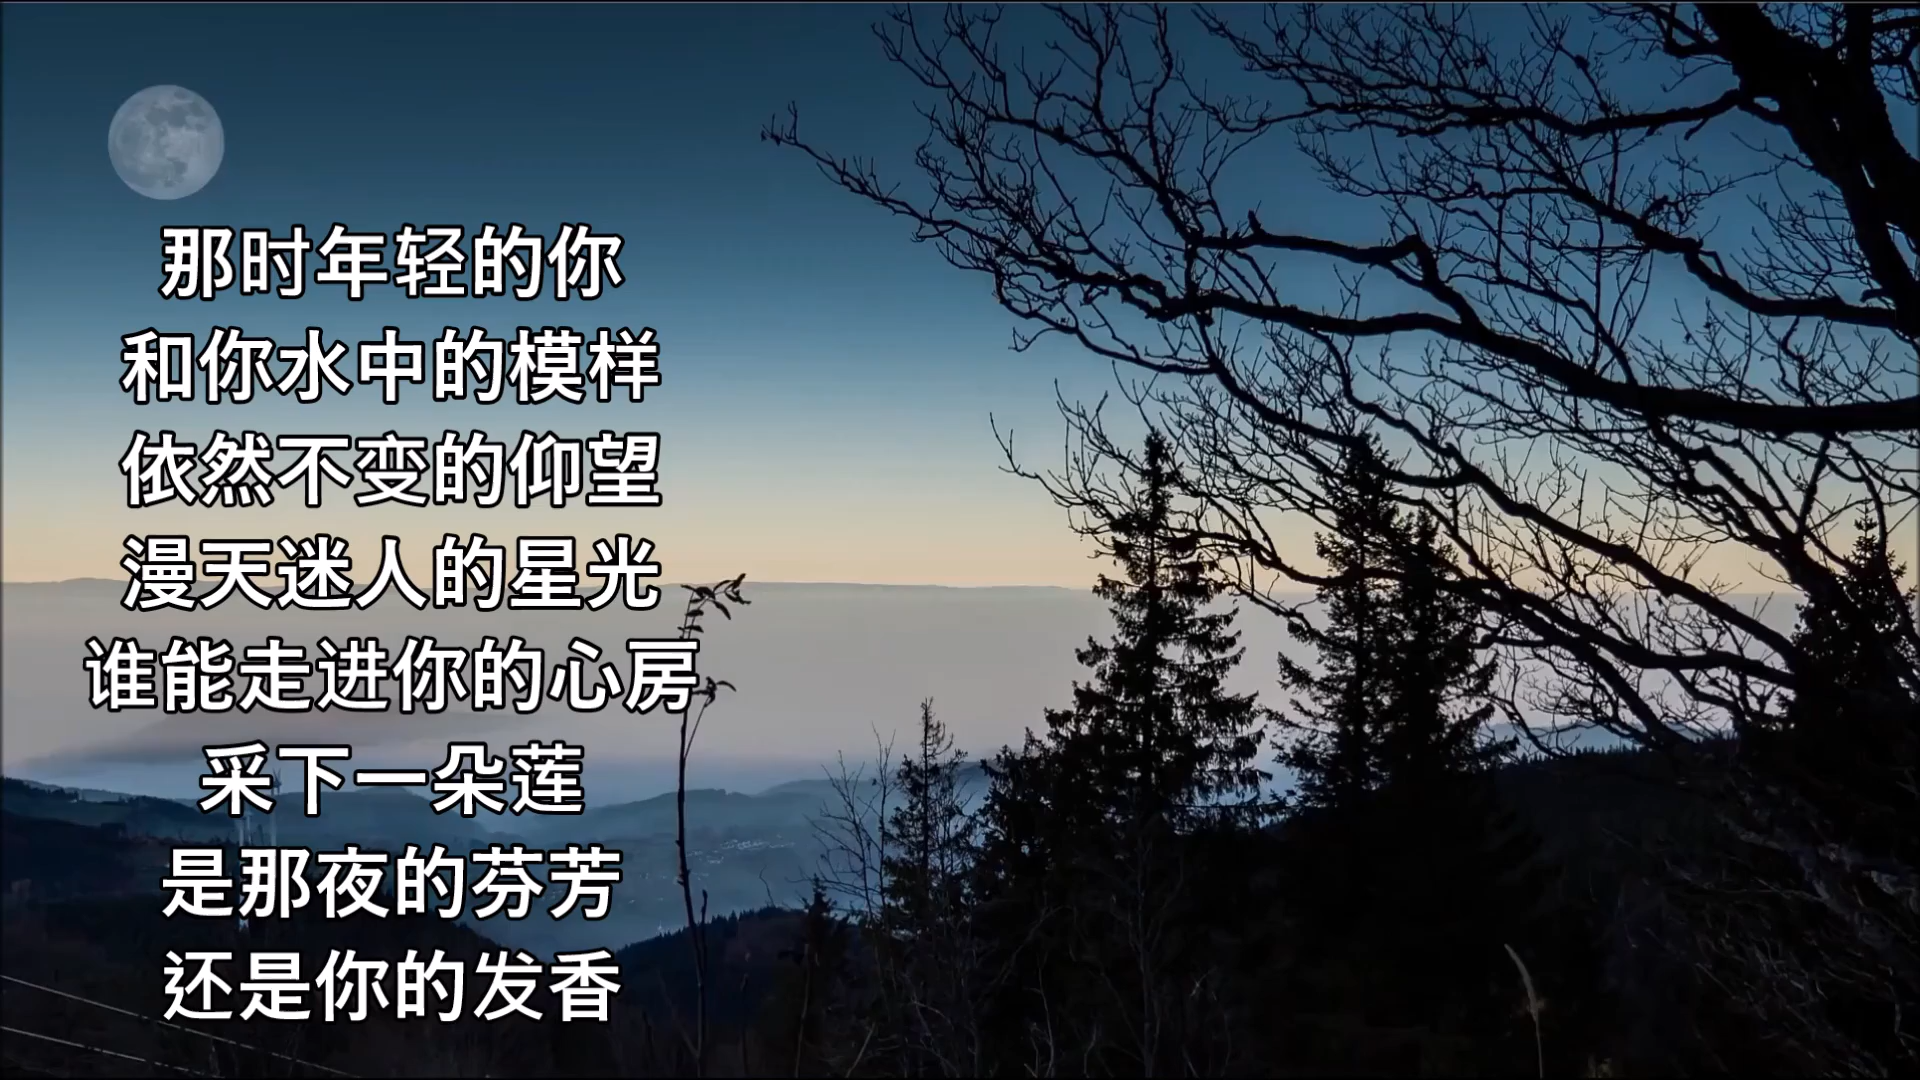 那时年轻的你
和你水中的模样
依然不变的仰望
漫天迷人的星光
谁能走进你的心房
采下一朵莲
是那夜的芬芳
还是你的发香